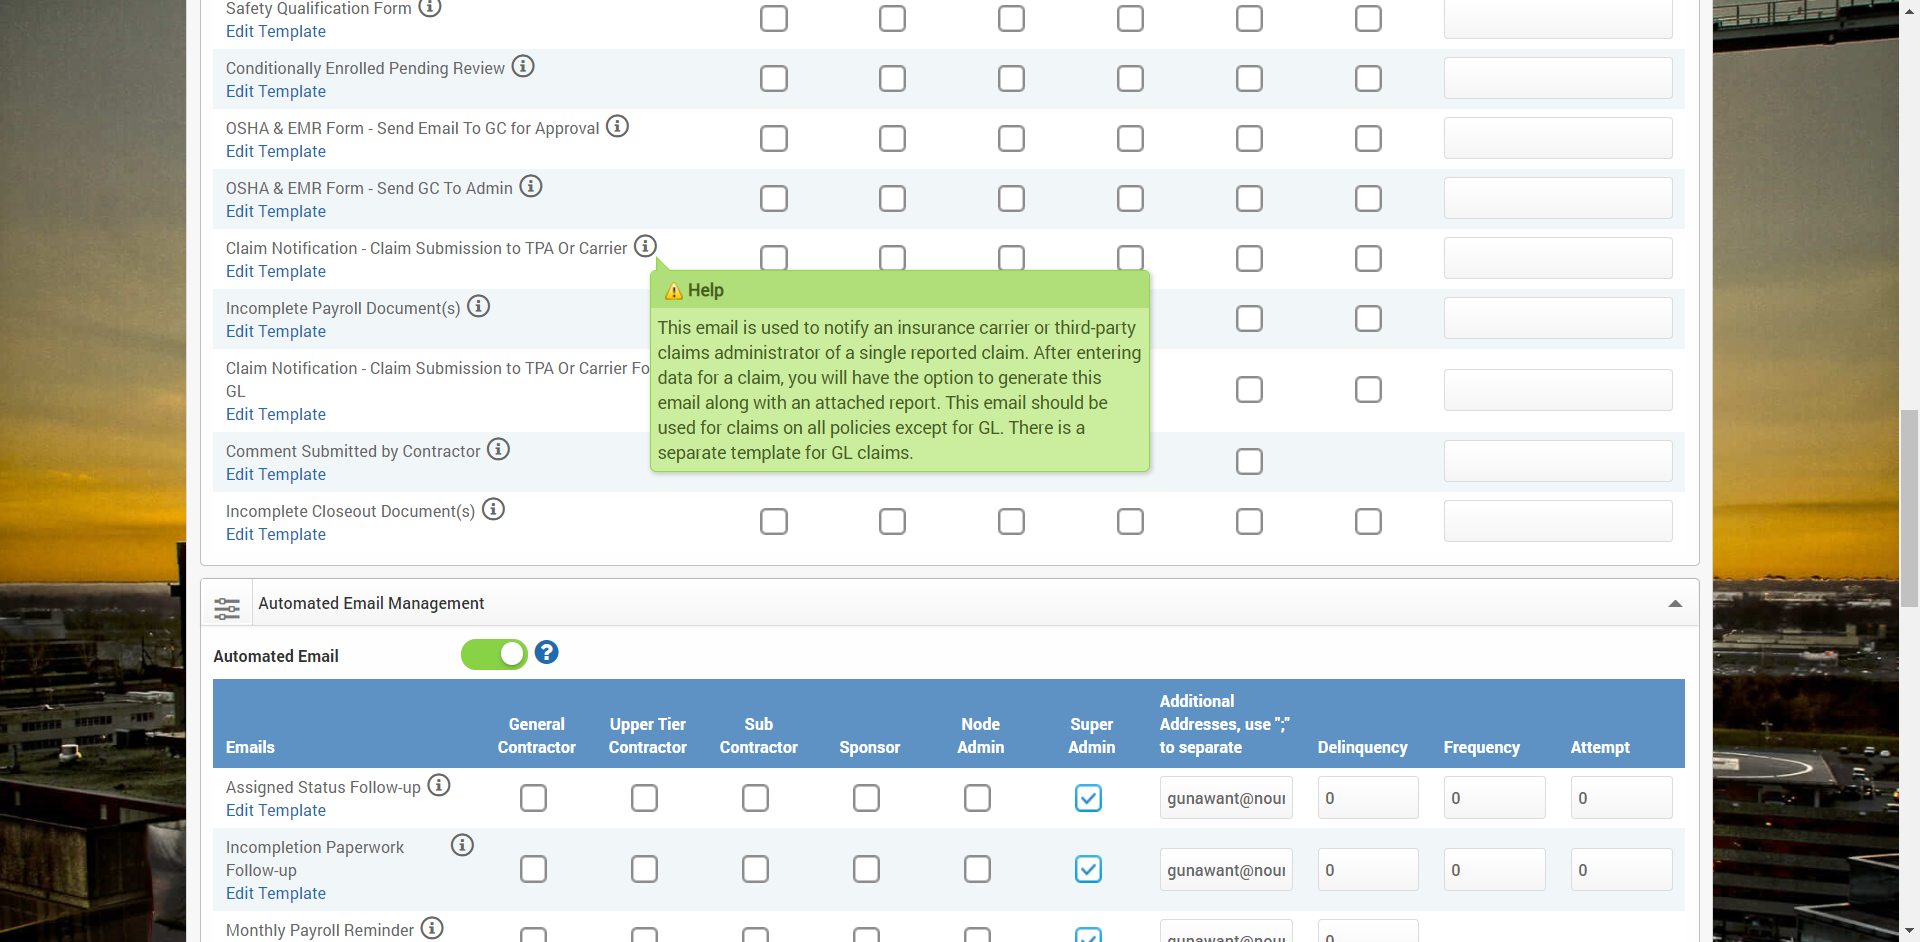 Safety Qualification Form
Edit Template
Conditionally Enrolled Pending Review
Edit Template
OSHA & EMR Form - Send Email To GC for Approval
Edit Template
OSHA & EMR Form - Send GC To Admin
Edit Template
Claim Notification - Claim Submission to TPA Or Carrier
Edit Template
Help
This email is used to notify an insurance carrier or third-party
claims administrator of a single reported claim. After entering
data for a claim, you will have the option to generate this
email along with an attached report. This email should be
used for claims on all policies except for GL. There is a
separate template for GL claims.
Incomplete Payroll Document(s)
Edit Template
Claim Notification - Claim Submission to TPA Or Carrier Fo
GL
Edit Template
Comment Submitted by Contractor
Edit Template
Incomplete Closeout Document(s)
Edit Template
Automated Email Management
Automated Email
Emails
General
Contractor
Upper Tier
Contractor
Sub
Contractor
Sponsor
Node
Admin
Super
Admin
Additional
Addresses, use ";"
to separate
Delinquency
Frequency
Attempt
Assigned Status Follow-up
Edit Template
gunawant@nour
0
0
0
Incompletion Paperwork
Follow-up
Edit Template
gunawant@nour
0
0
0
Monthly Payroll Reminder
gunawant@nour
0